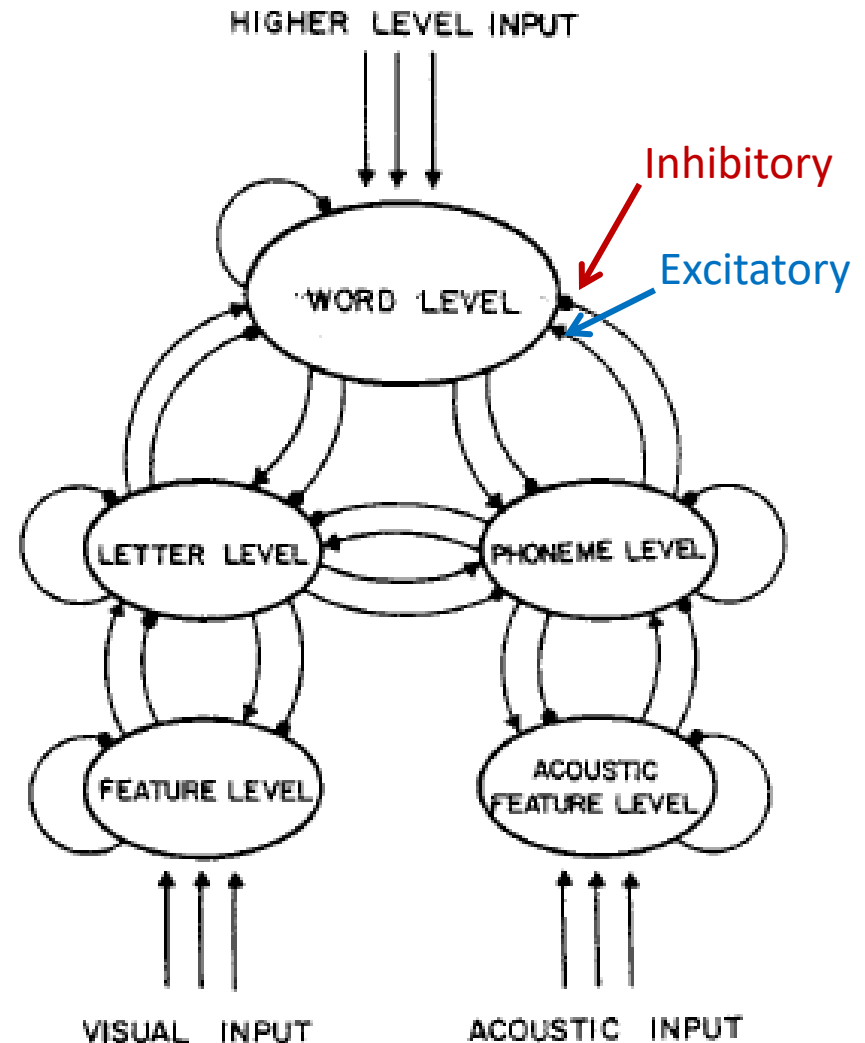 HIGHER LEVEL INPUT
Inhibitory
Excitatory
WORD LEVEL
LETTER LEVEL
PHONEME LEVEL
FEATURE LEVEL
ACOUSTIC
FEATURE LEVEL
VISUAL INPUT
ACOUSTIC INPUT